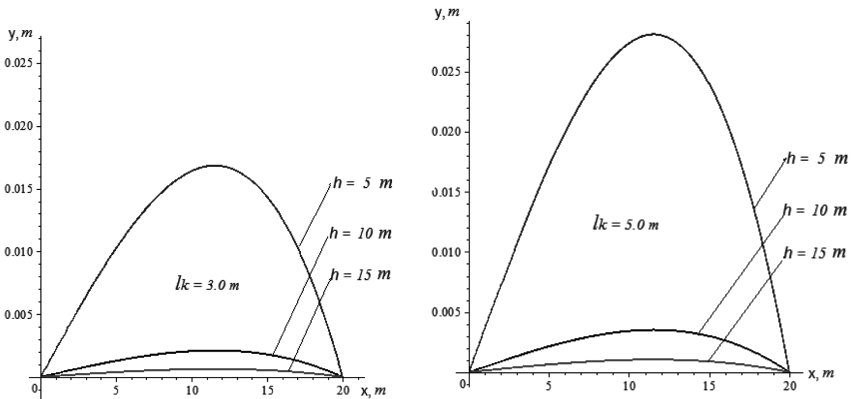 y, m
0.025
0.020
0.015
0.010
0.005
0
5
10
15
20
x, m
h = 5 m
h = 10 m
h = 15 m
lk = 3.0 m
y, m
0.025
0.020
0.015
0.010
0.005
0
5
10
15
20
x, m
h = 5 m
h = 10 m
h = 15 m
lk = 5.0 m